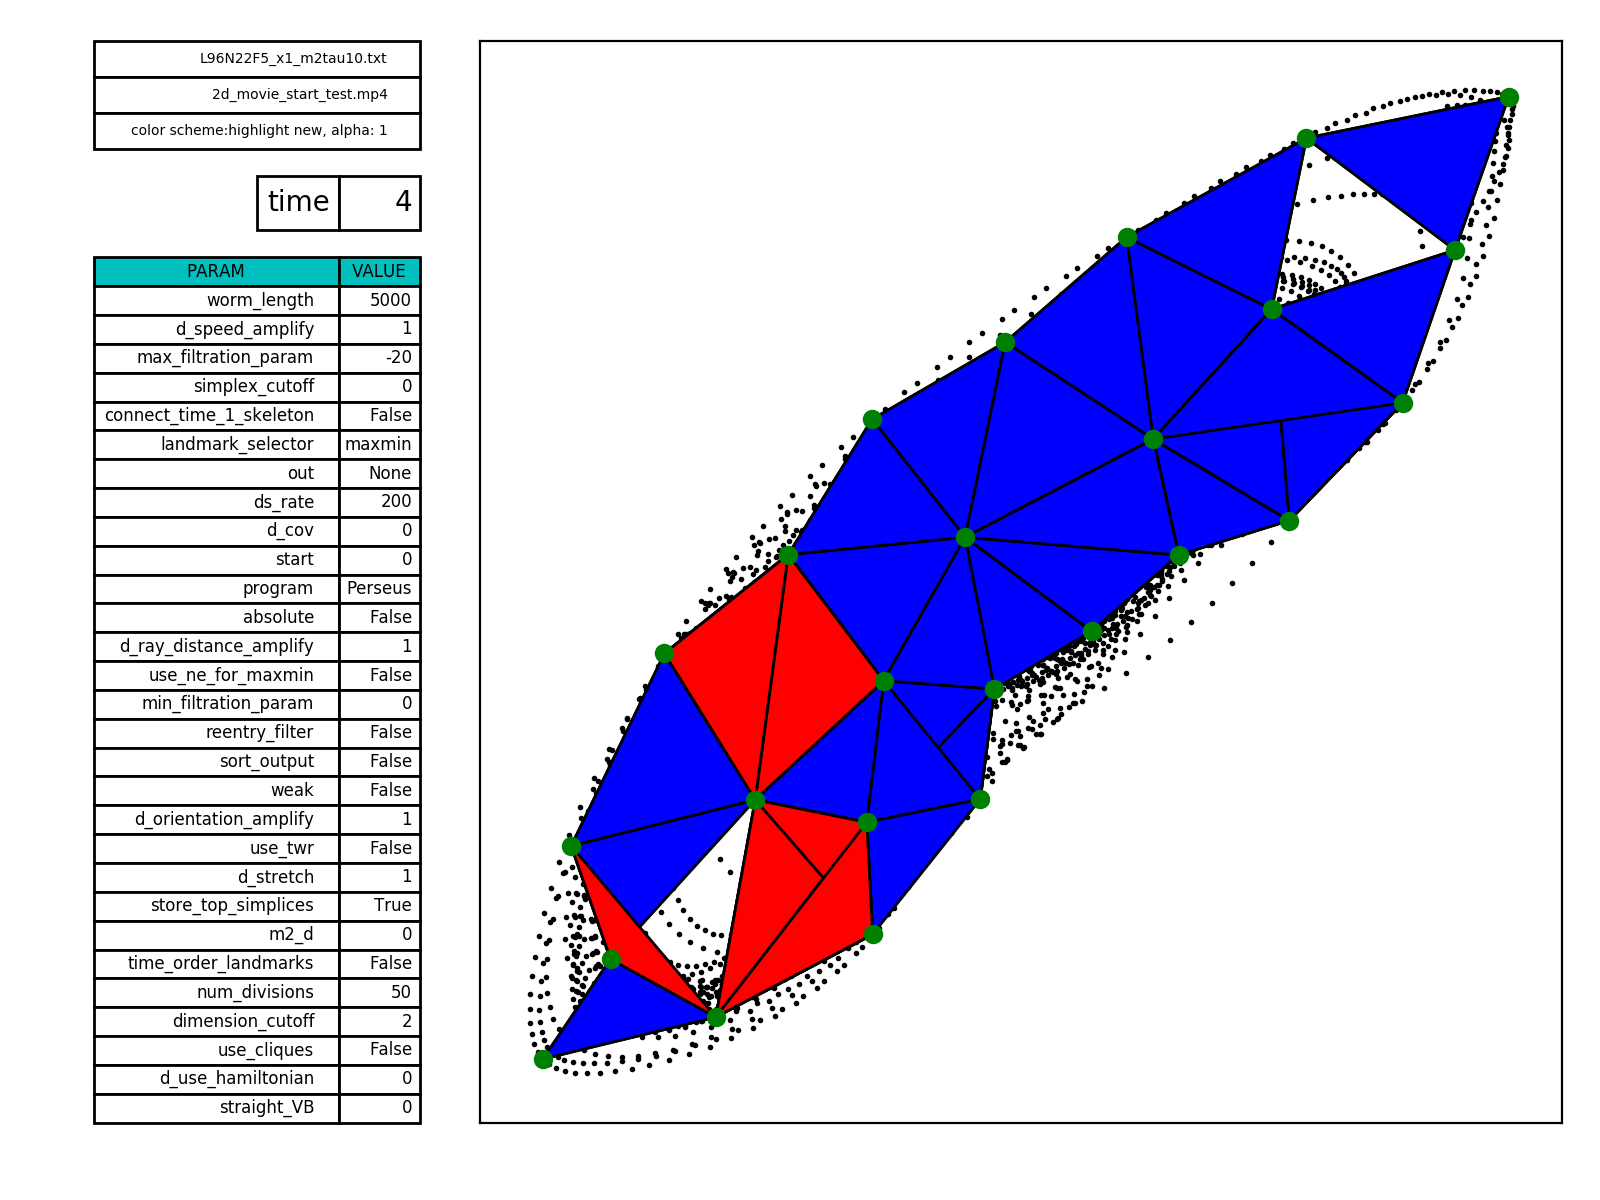 L96N22F5_x1_m2tau10.txt
2d_movie_start_test.mp4
color scheme:highlight new, alpha: 1
time 4
PARAM VALUE
worm_length 5000
d_speed_amplify 1
max_filtration_param -20
simplex_cutoff 0
connect_time_1_skeleton False
landmark_selector maxmin
out None
ds_rate 200
d_cov 0
start 0
program Perseus
absolute False
d_ray_distance_amplify 1
use_ne_for_maxmin False
min_filtration_param 0
reentry_filter False
sort_output False
weak False
d_orientation_amplify 1
use_twr False
d_stretch 1
store_top_simplices True
m2_d 0
time_order_landmarks False
num_divisions 50
dimension_cutoff 2
use_cliques False
d_use_hamiltonian 0
straight_VB 0